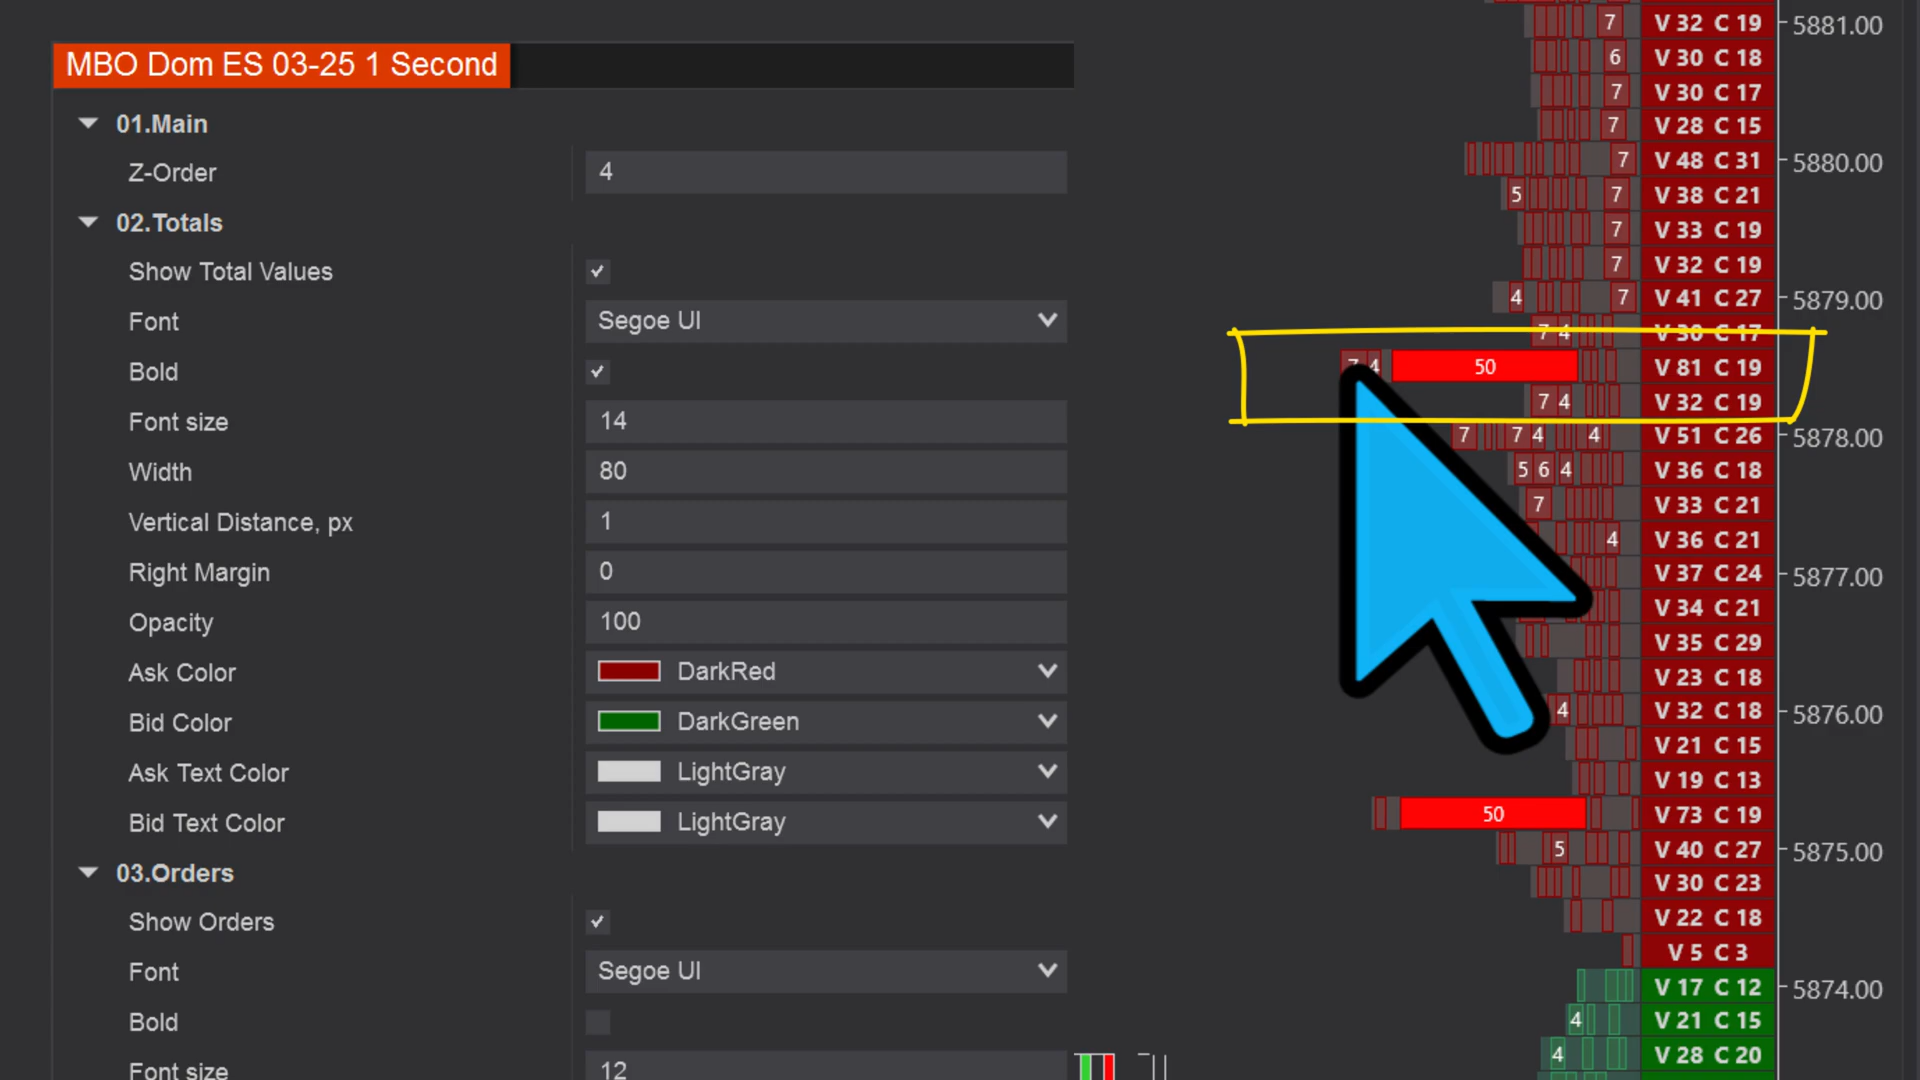 MBO Dom ES 03-25 1 Second
01.Main
Z-Order 4
02.Totals
Show Total Values
Font Segoe UI
Bold
Font size 14
Width 80
Vertical Distance, px 1
Right Margin 0
Opacity 100
Ask Color DarkRed
Bid Color DarkGreen
Ask Text Color LightGray
Bid Text Color LightGray
03.Orders
Show Orders
Font Segoe UI
Bold
Font size 12
7 V 32 C 19 5881.00
6 V 30 C 18
7 V 30 C 17
7 V 28 C 15
7 V 48 C 31 5880.00
5 7 V 38 C 21
7 V 33 C 19
7 V 32 C 19
4 7 V 41 C 27 5879.00
7 4 V 30 C 17
7 4 50 V 81 C 19
7 4 V 32 C 19
7 7 4 4 V 51 C 26 5878.00
5 6 4 V 36 C 18
7 V 33 C 21
4 V 36 C 21
V 37 C 24 5877.00
V 34 C 21
V 35 C 29
V 23 C 18
4 V 32 C 18 5876.00
V 21 C 15
V 19 C 13
50 V 73 C 19
5 V 40 C 27 5875.00
V 30 C 23
V 22 C 18
V 5 C 3
V 17 C 12 5874.00
4 V 21 C 15
4 V 28 C 20